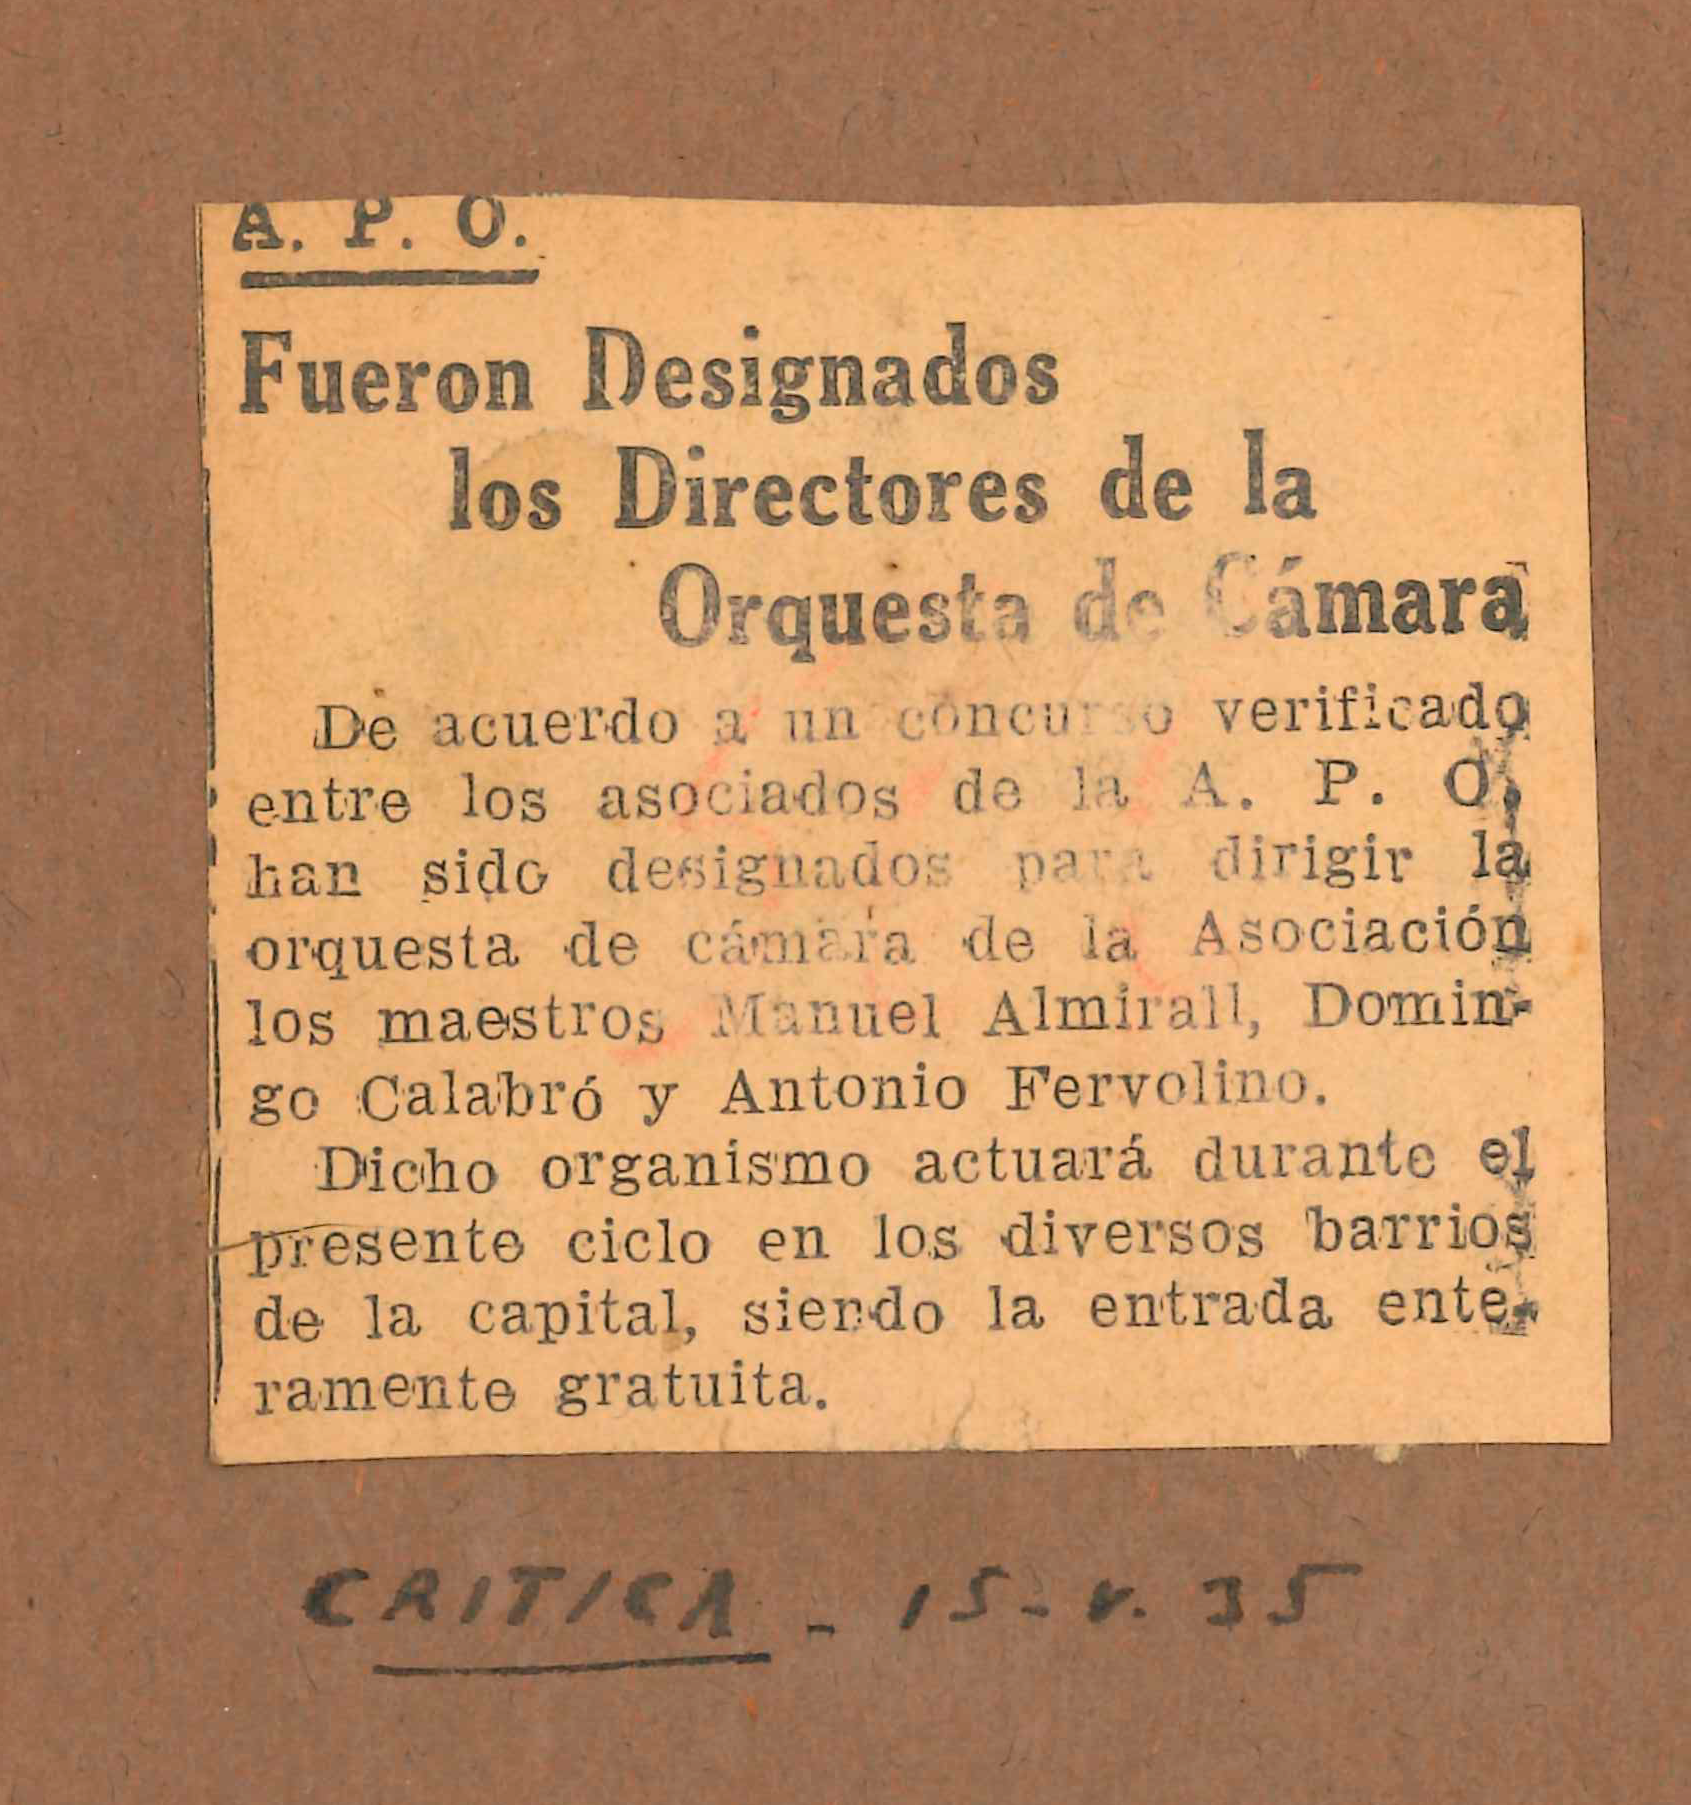 A. P. O.
Fueron Designados
los Directores de la
Orquesta de Cámara
De acuerdo a un concurso verificado
entre los asociados de la A. P. O.
han sido designados para dirigir la
orquesta de cámara de la Asociación
los maestros Manuel Almirall, Domin-
go Calabró y Antonio Fervolino.
Dicho organismo actuará durante el
presente ciclo en los diversos barrios
de la capital, siendo la entrada ente-
ramente gratuita.
CRITICA - 15-V. 35